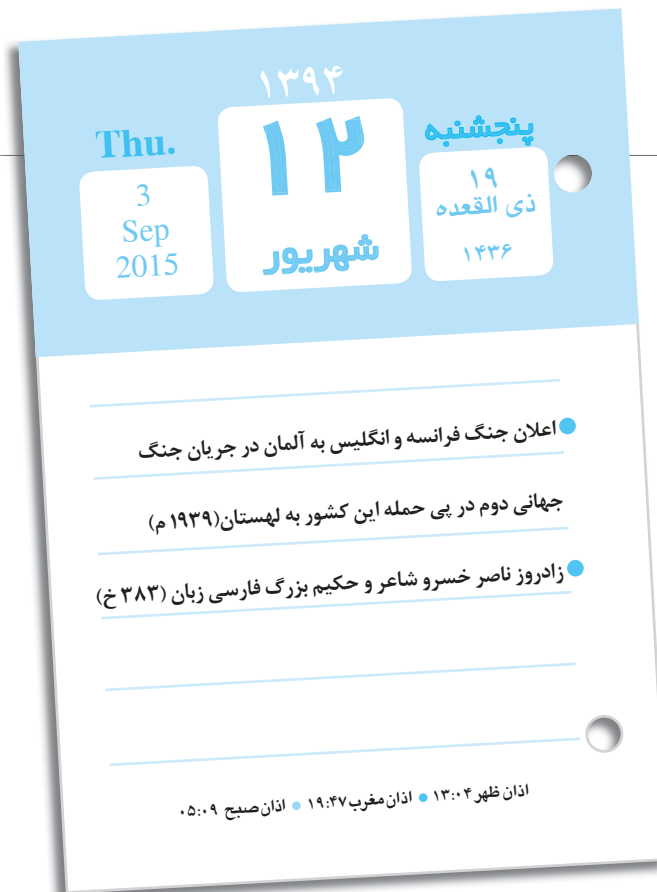 ۱۳۹۴
پنجشنبه
۱۹
ذی القعده
۱۴۳۶
۱۲
شهریور
Thu.
3
Sep
2015
اعلان جنگ فرانسه و انگلیس به آلمان در جریان جنگ
جهانی دوم در پی حمله این کشور به لهستان(۱۹۳۹ م)
زادروز ناصر خسرو شاعر و حکیم بزرگ فارسی زبان (۳۸۳ خ)
اذان ظهر ۱۳:۰۴ ● اذان مغرب ۱۹:۴۷ ● اذان صبح ۰۵:۰۹